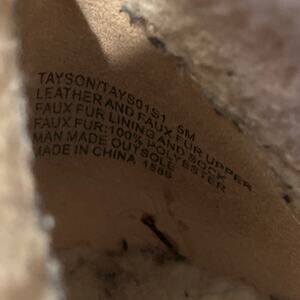 TAYSON/TAYS01S1 5M
LEATHER AND FAUX FUR UPPER
FAUX FUR LINING AND SOCK
FAUX FUR:100% POLYESTER
MAN MADE OUTSOLE
MADE IN CHINA 1585